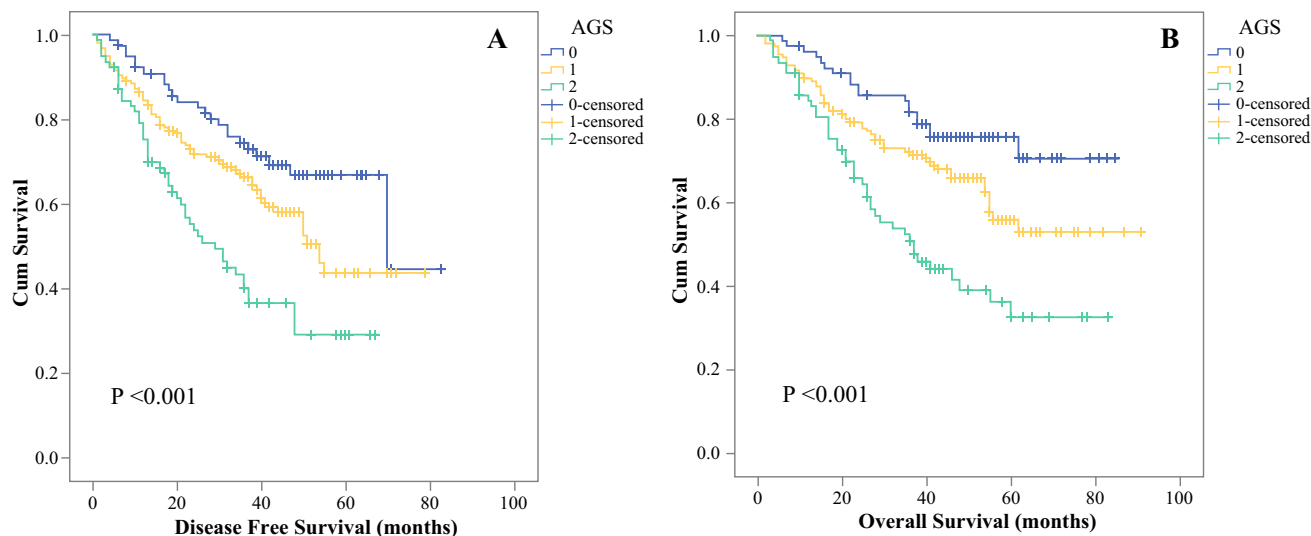 A
AGS
0
1
2
0-censored
1-censored
2-censored
1.0
0.8
0.6
0.4
0.2
0.0
Cum Survival
P <0.001
0 20 40 60 80 100
Disease Free Survival (months)
B
AGS
0
1
2
0-censored
1-censored
2-censored
1.0
0.8
0.6
0.4
0.2
0.0
Cum Survival
P <0.001
0 20 40 60 80 100
Overall Survival (months)